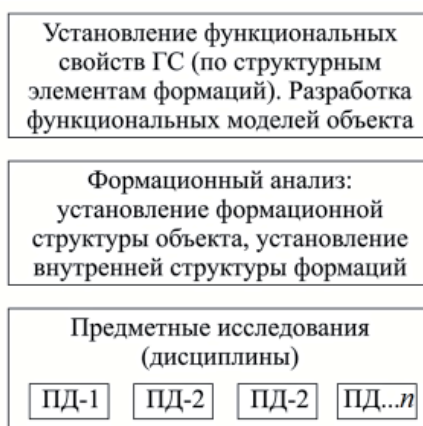 Установление функциональных
свойств ГС (по структурным
элементам формаций). Разработка
функциональных моделей объекта
Формационный анализ:
установление формационной
структуры объекта, установление
внутренней структуры формаций
Предметные исследования
(дисциплины)
ПД-1 ПД-2 ПД-2 ПД...n